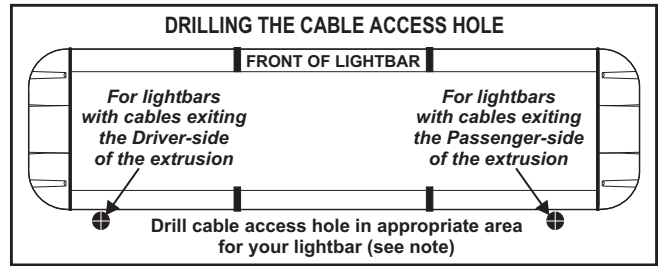 DRILLING THE CABLE ACCESS HOLE
FRONT OF LIGHTBAR
For lightbars
with cables exiting
the Driver-side
of the extrusion
For lightbars
with cables exiting
the Passenger-side
of the extrusion
Drill cable access hole in appropriate area
for your lightbar (see note)